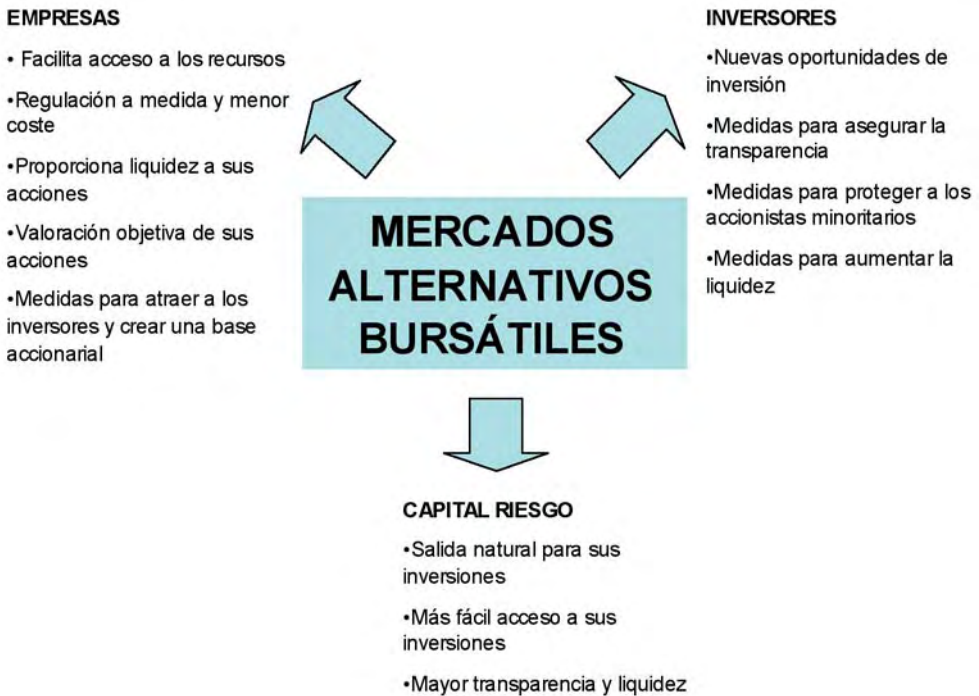 EMPRESAS
• Facilita acceso a los recursos
•Regulación a medida y menor
coste
•Proporciona liquidez a sus
acciones
•Valoración objetiva de sus
acciones
•Medidas para atraer a los
inversores y crear una base
accionarial
INVERSORES
•Nuevas oportunidades de
inversión
•Medidas para asegurar la
transparencia
•Medidas para proteger a los
accionistas minoritarios
•Medidas para aumentar la
liquidez
MERCADOS
ALTERNATIVOS
BURSÁTILES
CAPITAL RIESGO
•Salida natural para sus
inversiones
•Más fácil acceso a sus
inversiones
•Mayor transparencia y liquidez